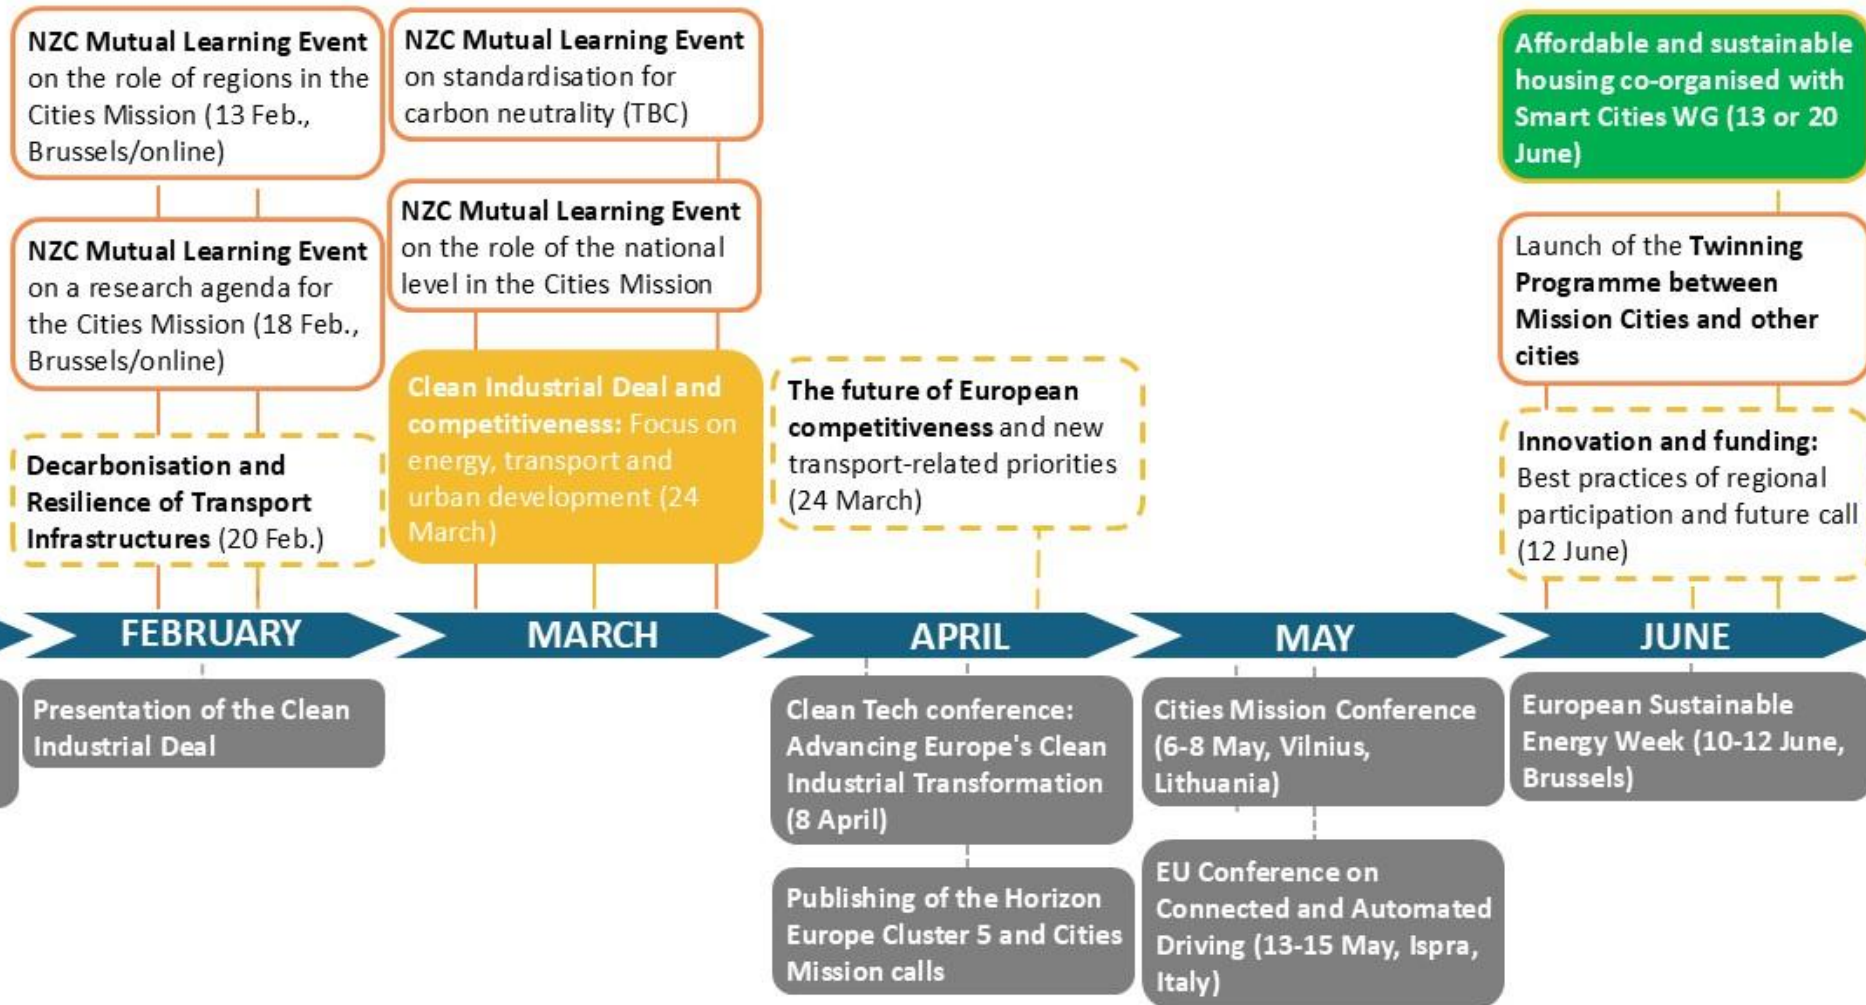 NZC Mutual Learning Event
on the role of regions in the
Cities Mission (13 Feb.,
Brussels/online)
NZC Mutual Learning Event
on a research agenda for
the Cities Mission (18 Feb.,
Brussels/online)
Decarbonisation and
Resilience of Transport
Infrastructures (20 Feb.)
NZC Mutual Learning Event
on standardisation for
carbon neutrality (TBC)
NZC Mutual Learning Event
on the role of the national
level in the Cities Mission
Clean Industrial Deal and
competitiveness: Focus on
energy, transport and
urban development (24
March)
The future of European
competitiveness and new
transport-related priorities
(24 March)
Affordable and sustainable
housing co-organised with
Smart Cities WG (13 or 20
June)
Launch of the Twinning
Programme between
Mission Cities and other
cities
Innovation and funding:
Best practices of regional
participation and future call
(12 June)
FEBRUARY
MARCH
APRIL
MAY
JUNE
Presentation of the Clean
Industrial Deal
Clean Tech conference:
Advancing Europe's Clean
Industrial Transformation
(8 April)
Publishing of the Horizon
Europe Cluster 5 and Cities
Mission calls
Cities Mission Conference
(6-8 May, Vilnius,
Lithuania)
EU Conference on
Connected and Automated
Driving (13-15 May, Ispra,
Italy)
European Sustainable
Energy Week (10-12 June,
Brussels)